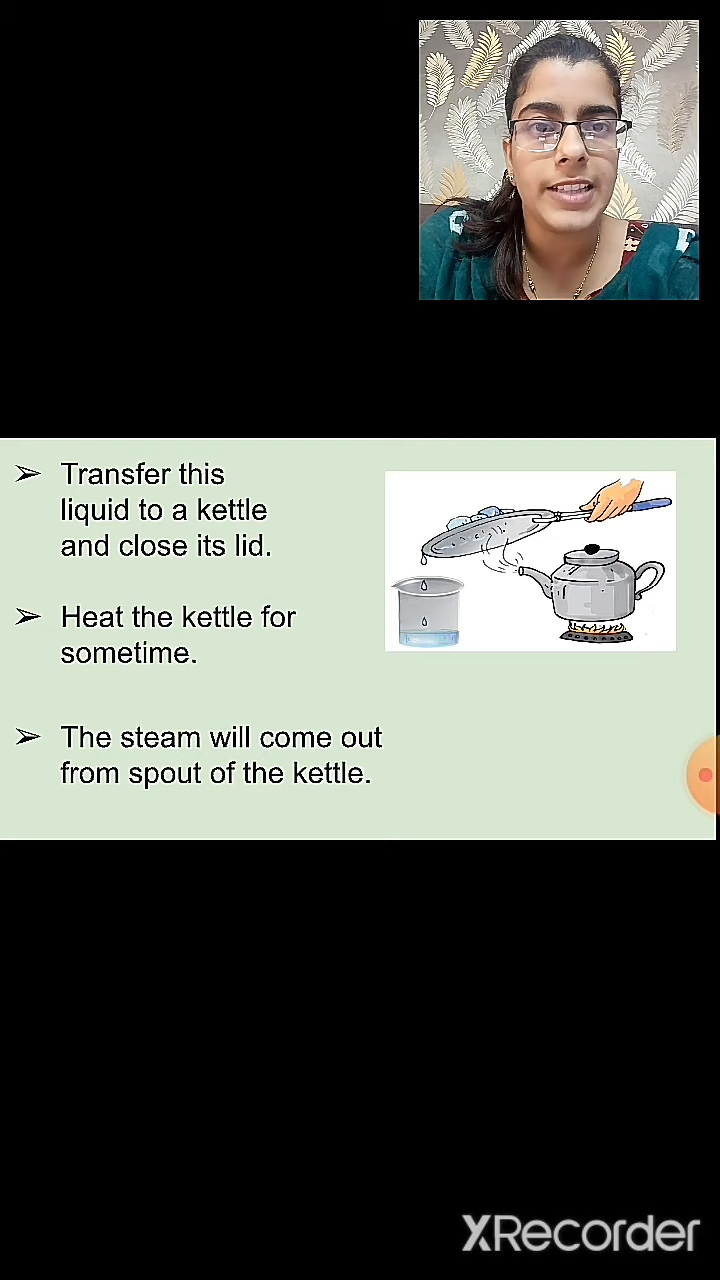 ➢ Transfer this
liquid to a kettle
and close its lid.
➢ Heat the kettle for
sometime.
➢ The steam will come out
from spout of the kettle.
XRecorder